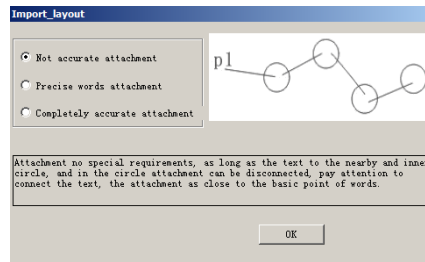 Import_layout
Not accurate attachment
p1
Precise words attachment
Completely accurate attachment
Attachment no special requirements, as long as the text to the nearby and inne
circle, and in the circle attachment can be disconnected, pay attention to
connect the text, the attachment as close to the basic point of words.
OK